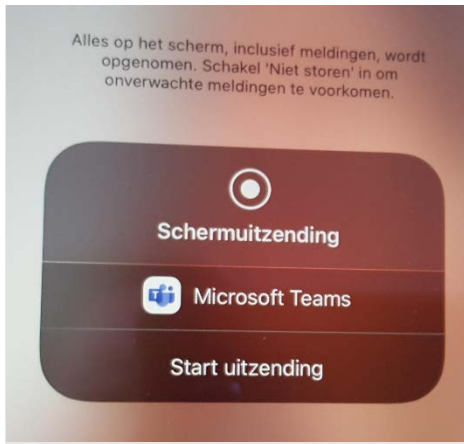 Alles op het scherm, inclusief meldingen, wordt
opgenomen. Schakel 'Niet storen' in om
onverwachte meldingen te voorkomen.
Schermuitzending
Microsoft Teams
Start uitzending